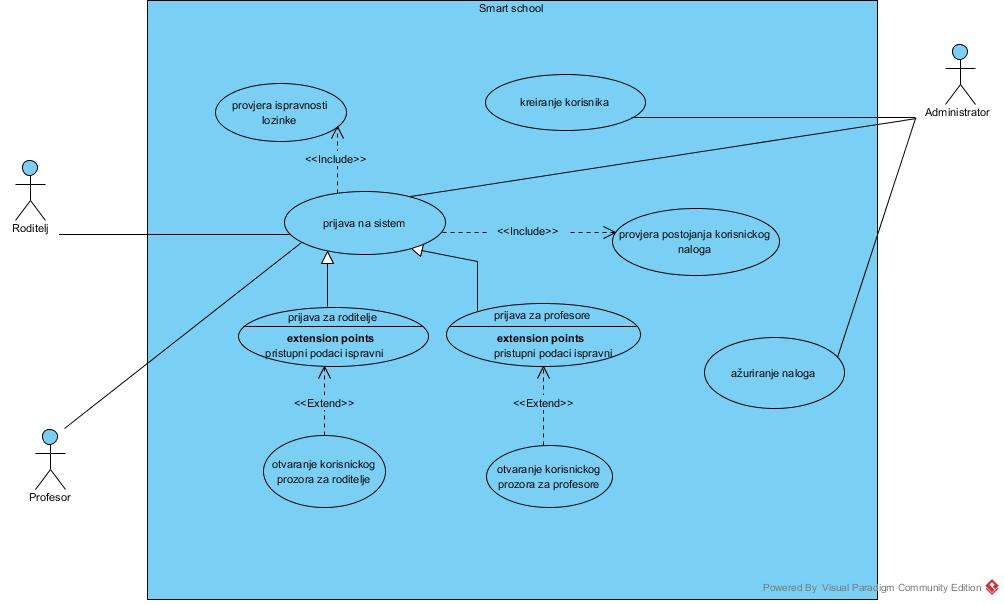 Smart school
Administrator
kreiranje korisnika
provjera ispravnosti
lozinke
<<Include>>
Roditelj
prijava na sistem
<<Include>>
provjera postojanja korisnickog
naloga
prijava za roditelje
extension points
pristupni podaci ispravni
prijava za profesore
extension points
pristupni podaci ispravni
ažuriranje naloga
<<Extend>>
<<Extend>>
otvaranje korisnickog
prozora za roditelje
otvaranje korisnickog
prozora za profesore
Profesor
Powered By Visual Paradigm Community Edition